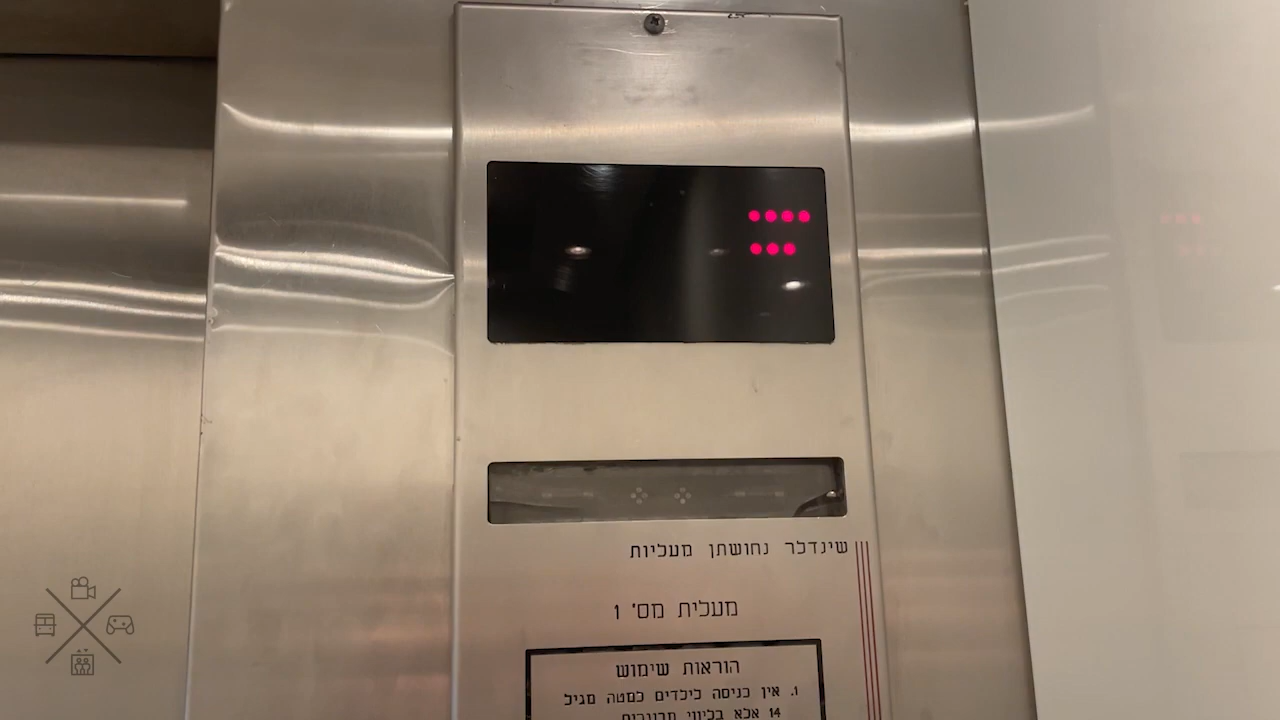 שינדלר נחושתן מעליות
מעלית מס' 1
הוראות שימוש
1. אין כניסה לילדים כמטה מגיל
14 אלא בליווי מבוגרים